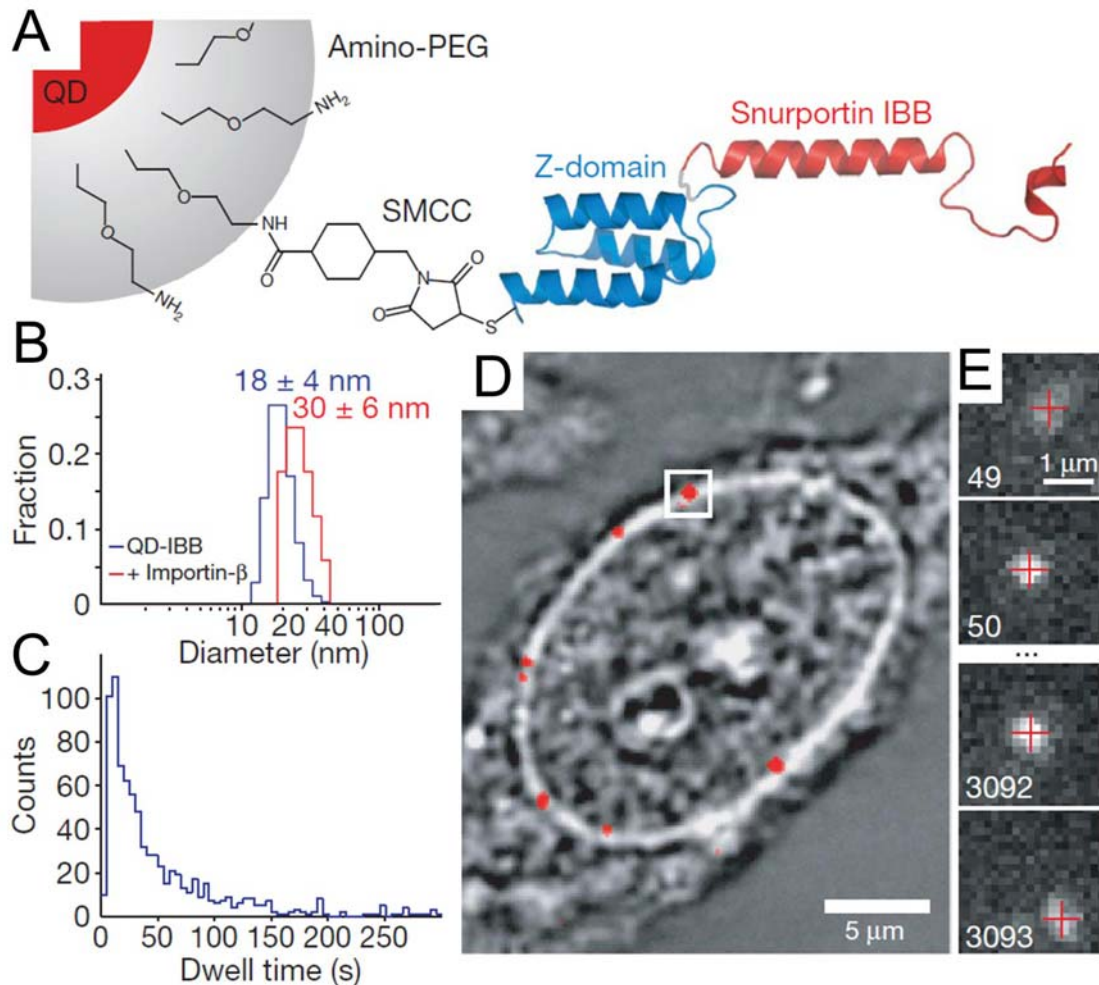 A
QD
Amino-PEG
O
O
NH₂
O
NH
O
O
NH₂
SMCC
N
O
O
S
Z-domain
Snurportin IBB
B
0.3
0.2
0.1
0
Fraction
18 ± 4 nm
30 ± 6 nm
QD-IBB
+ Importin-β
10 20 40 100
Diameter (nm)
C
100
80
60
40
20
0
Counts
0 50 100 150 200 250
Dwell time (s)
D
5 μm
E
49
1 μm
50
...
3092
3093